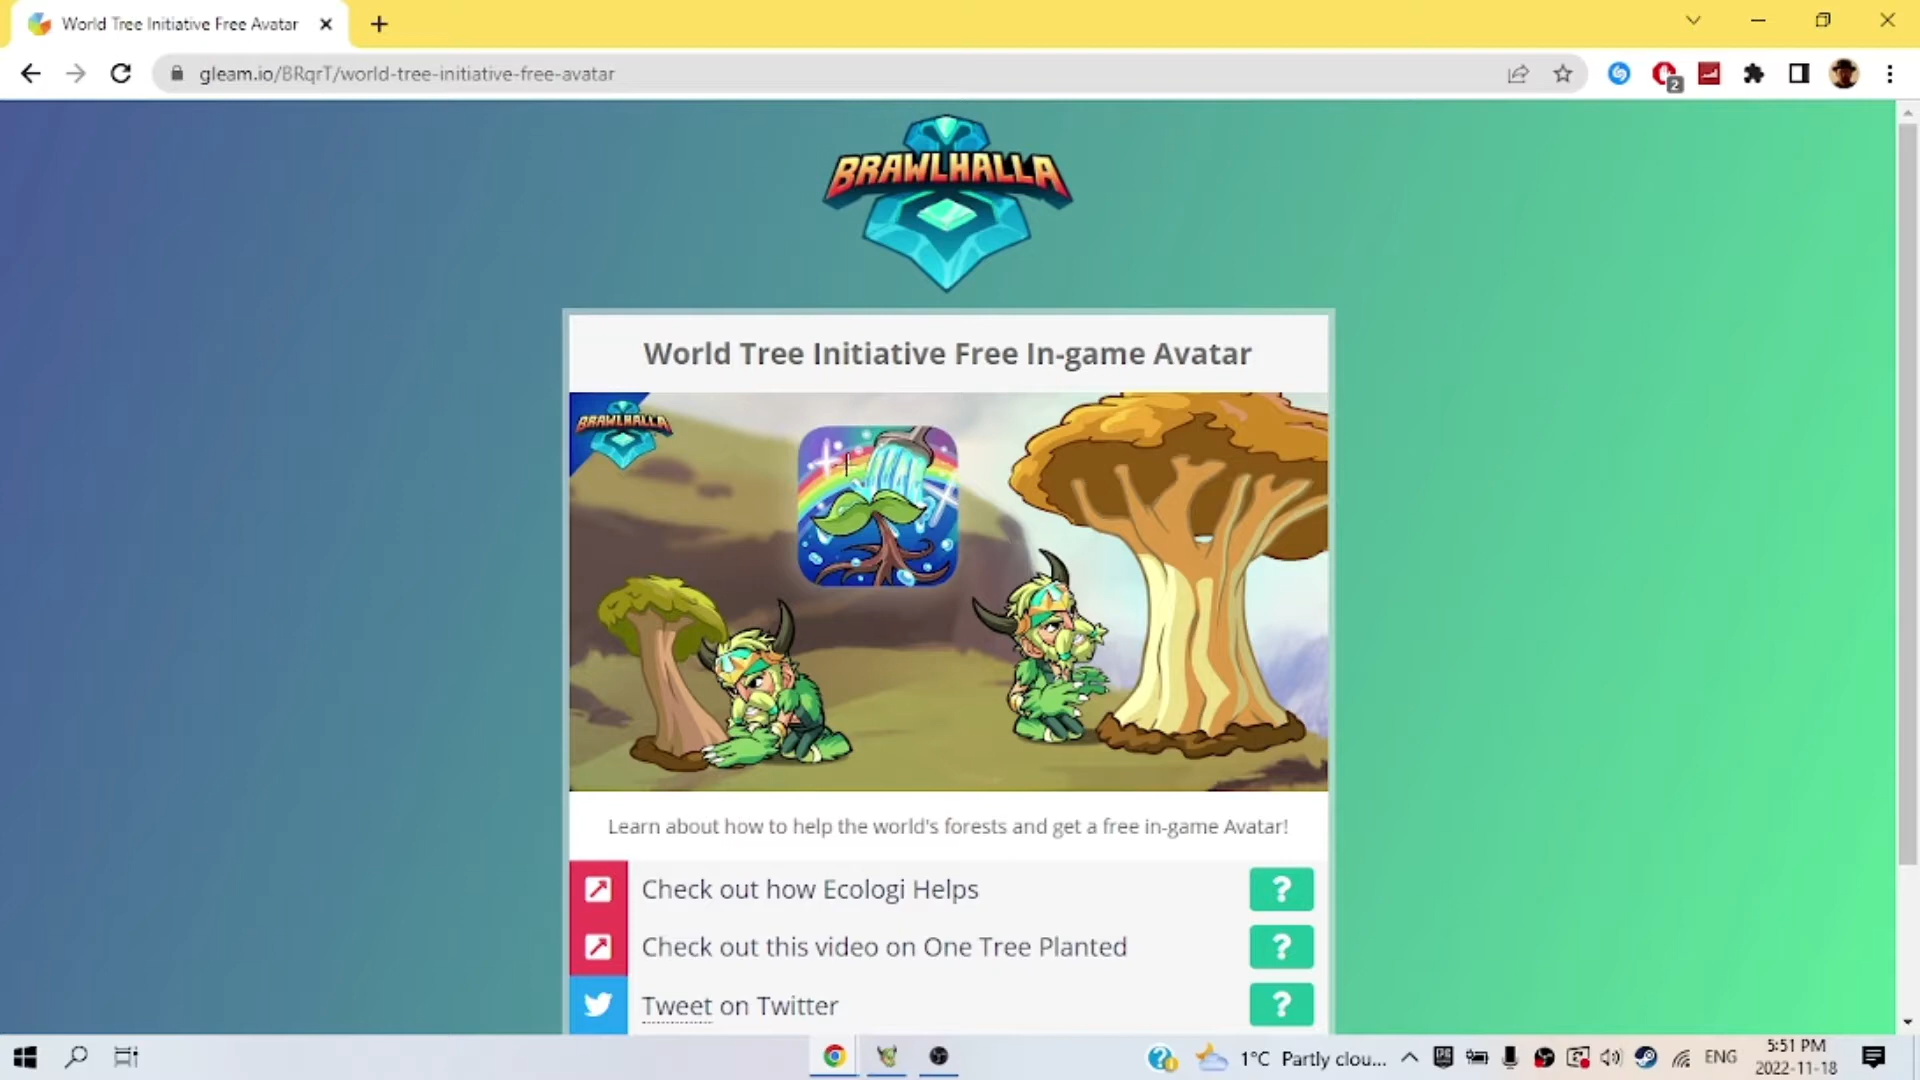 World Tree Initiative Free Avatar
gleam.io/BRqrT/world-tree-initiative-free-avatar
2
BRAWLHALLA
World Tree Initiative Free In-game Avatar
BRAWLHALLA
Learn about how to help the world's forests and get a free in-game Avatar!
Check out how Ecologi Helps
?
Check out this video on One Tree Planted
?
Tweet on Twitter
?
1°C Partly clou...
ENG
5:51 PM
2022-11-18